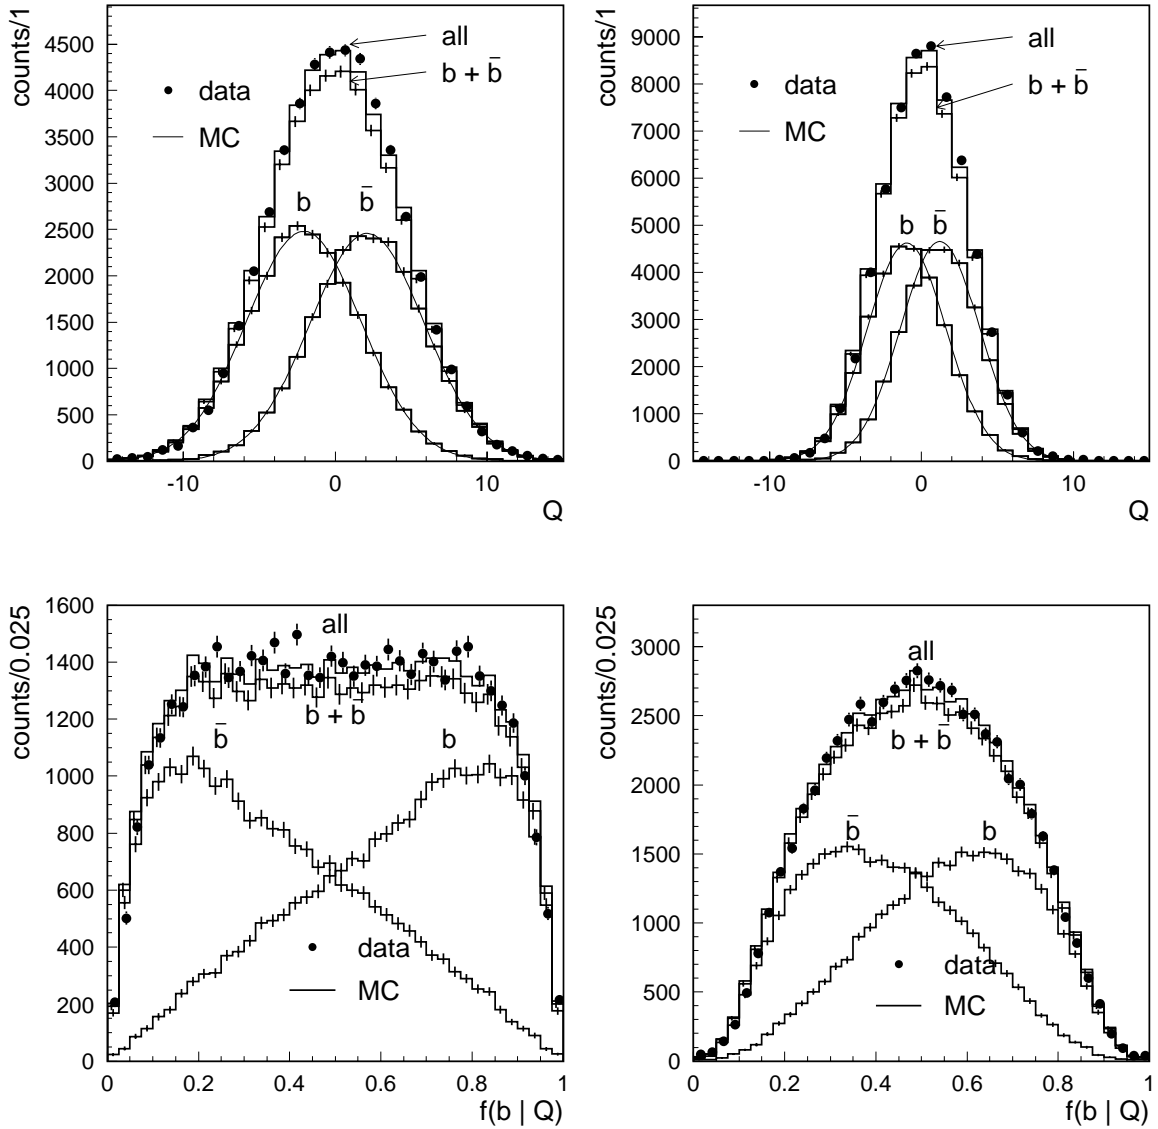 counts/1
4500
4000
3500
3000
2500
2000
1500
1000
500
0
all
b + b̄
data
MC
b
b̄
-10
0
10
Q
counts/1
9000
8000
7000
6000
5000
4000
3000
2000
1000
0
all
b + b̄
data
MC
b
b̄
-10
0
10
Q
counts/0.025
1600
1400
1200
1000
800
600
400
200
0
all
b + b̄
b̄
b
data
MC
0
0.2
0.4
0.6
0.8
1
f(b | Q)
counts/0.025
3000
2500
2000
1500
1000
500
0
all
b + b̄
b̄
b
data
MC
0
0.2
0.4
0.6
0.8
1
f(b | Q)